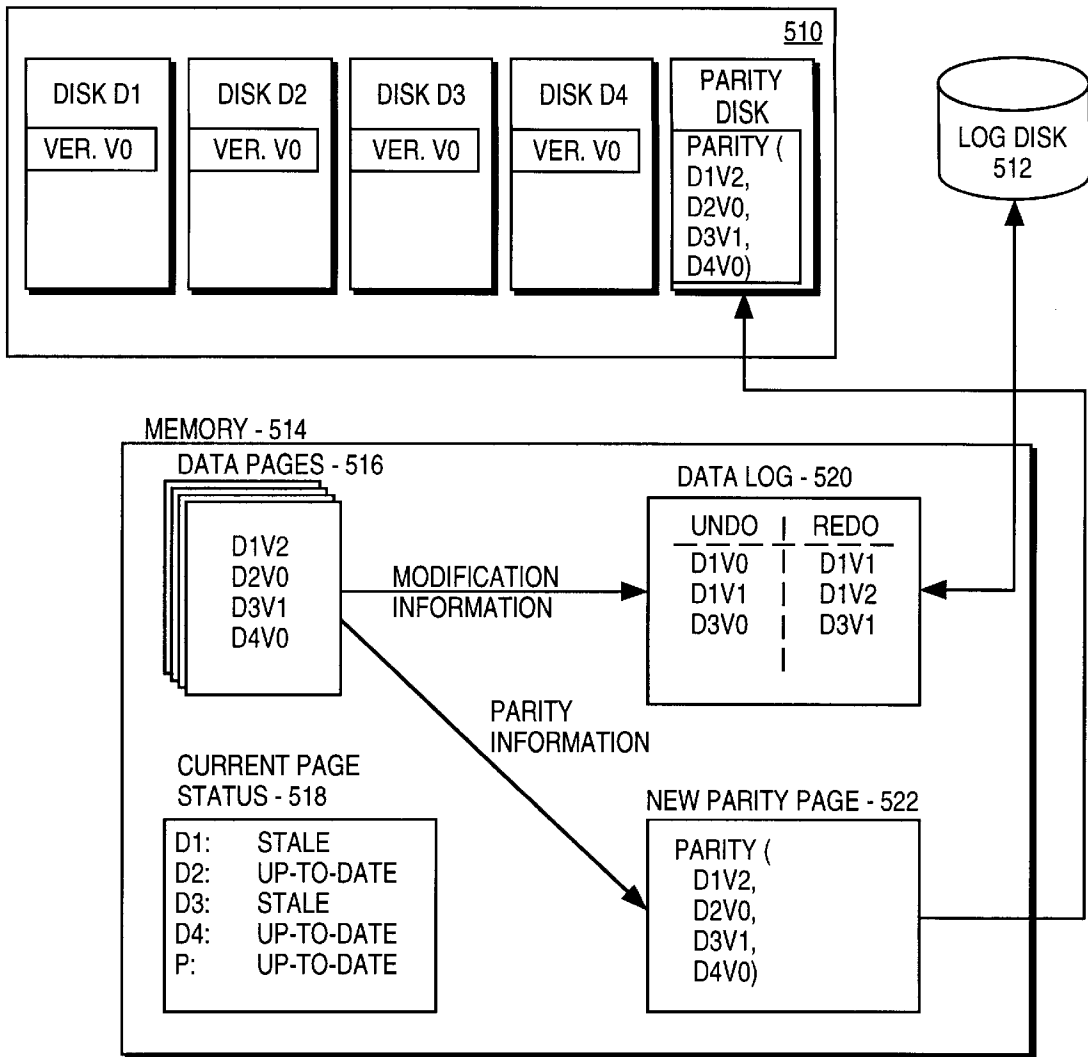 510
DISK D1
VER. V0
DISK D2
VER. V0
DISK D3
VER. V0
DISK D4
VER. V0
PARITY
DISK
PARITY (
D1V2,
D2V0,
D3V1,
D4V0)
LOG DISK
512
MEMORY - 514
DATA PAGES - 516
D1V2
D2V0
D3V1
D4V0
MODIFICATION
INFORMATION
DATA LOG - 520
UNDO | REDO
D1V0 D1V1
D1V1 D1V2
D3V0 D3V1
PARITY
INFORMATION
CURRENT PAGE
STATUS - 518
D1: STALE
D2: UP-TO-DATE
D3: STALE
D4: UP-TO-DATE
P: UP-TO-DATE
NEW PARITY PAGE - 522
PARITY (
D1V2,
D2V0,
D3V1,
D4V0)